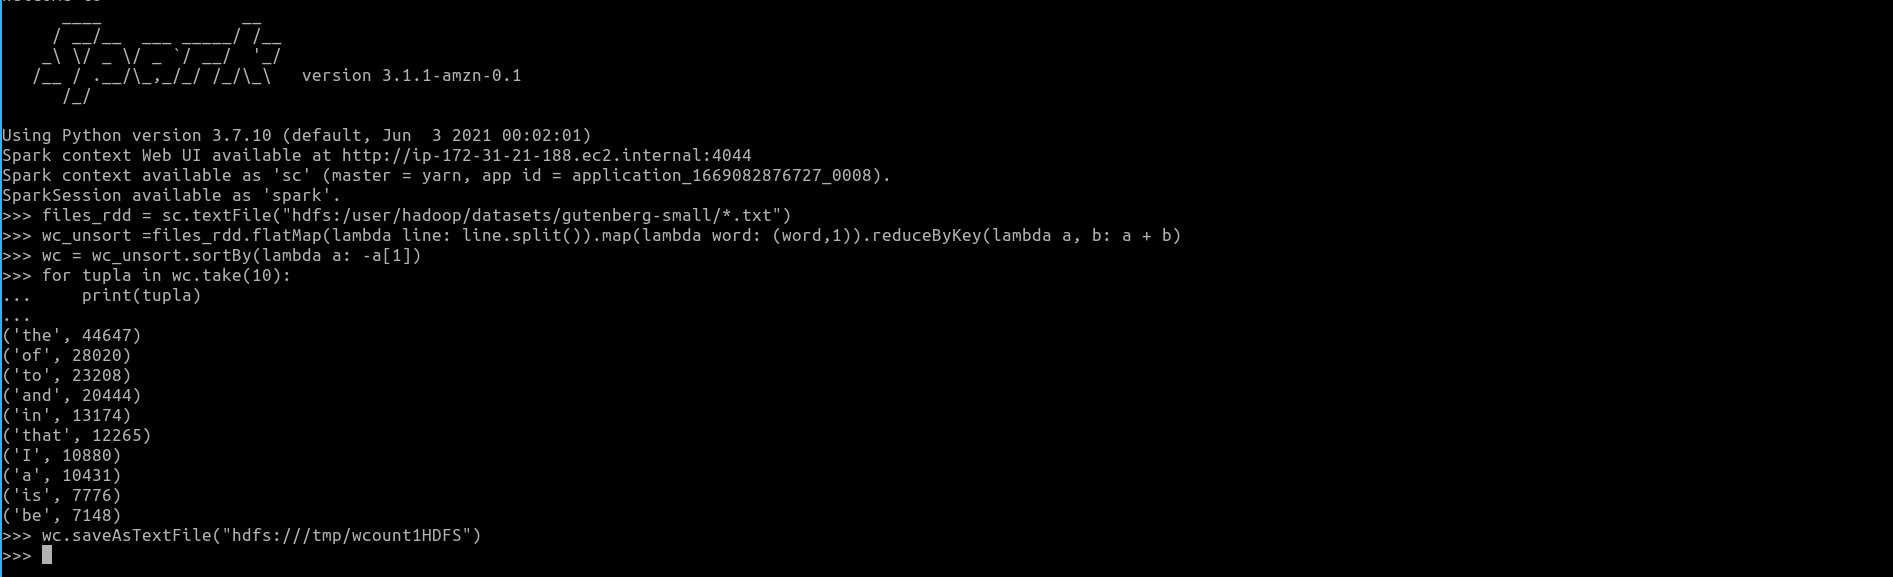 ____              __
     / __/__  ___ _____/ /__
    _\ \/ _ \/ _ `/ __/  '_/
   /__ / .__/\_,_/_/ /_/\_\   version 3.1.1-amzn-0.1
      /_/
Using Python version 3.7.10 (default, Jun  3 2021 00:02:01)
Spark context Web UI available at http://ip-172-31-21-188.ec2.internal:4044
Spark context available as 'sc' (master = yarn, app id = application_1669082876727_0008).
SparkSession available as 'spark'.
>>> files_rdd = sc.textFile("hdfs:/user/hadoop/datasets/gutenberg-small/*.txt")
>>> wc_unsort =files_rdd.flatMap(lambda line: line.split()).map(lambda word: (word,1)).reduceByKey(lambda a, b: a + b)
>>> wc = wc_unsort.sortBy(lambda a: -a[1])
>>> for tupla in wc.take(10):
...     print(tupla)
...
('the', 44647)
('of', 28020)
('to', 23208)
('and', 20444)
('in', 13174)
('that', 12265)
('I', 10880)
('a', 10431)
('is', 7776)
('be', 7148)
>>> wc.saveAsTextFile("hdfs:///tmp/wcount1HDFS")
>>>